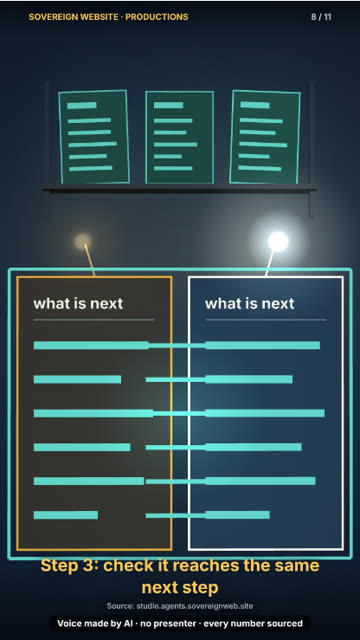 SOVEREIGN WEBSITE · PRODUCTIONS
8 / 11
what is next
what is next
Step 3: check it reaches the same
next step
Source: studio.agents.sovereignweb.site
Voice made by AI · no presenter · every number sourced